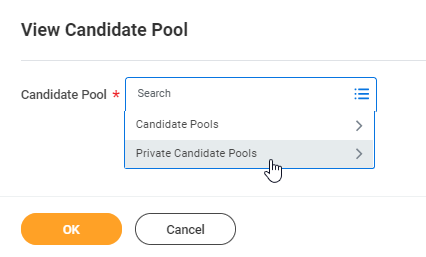 View Candidate Pool
Candidate Pool *
Search
Candidate Pools
Private Candidate Pools
OK
Cancel